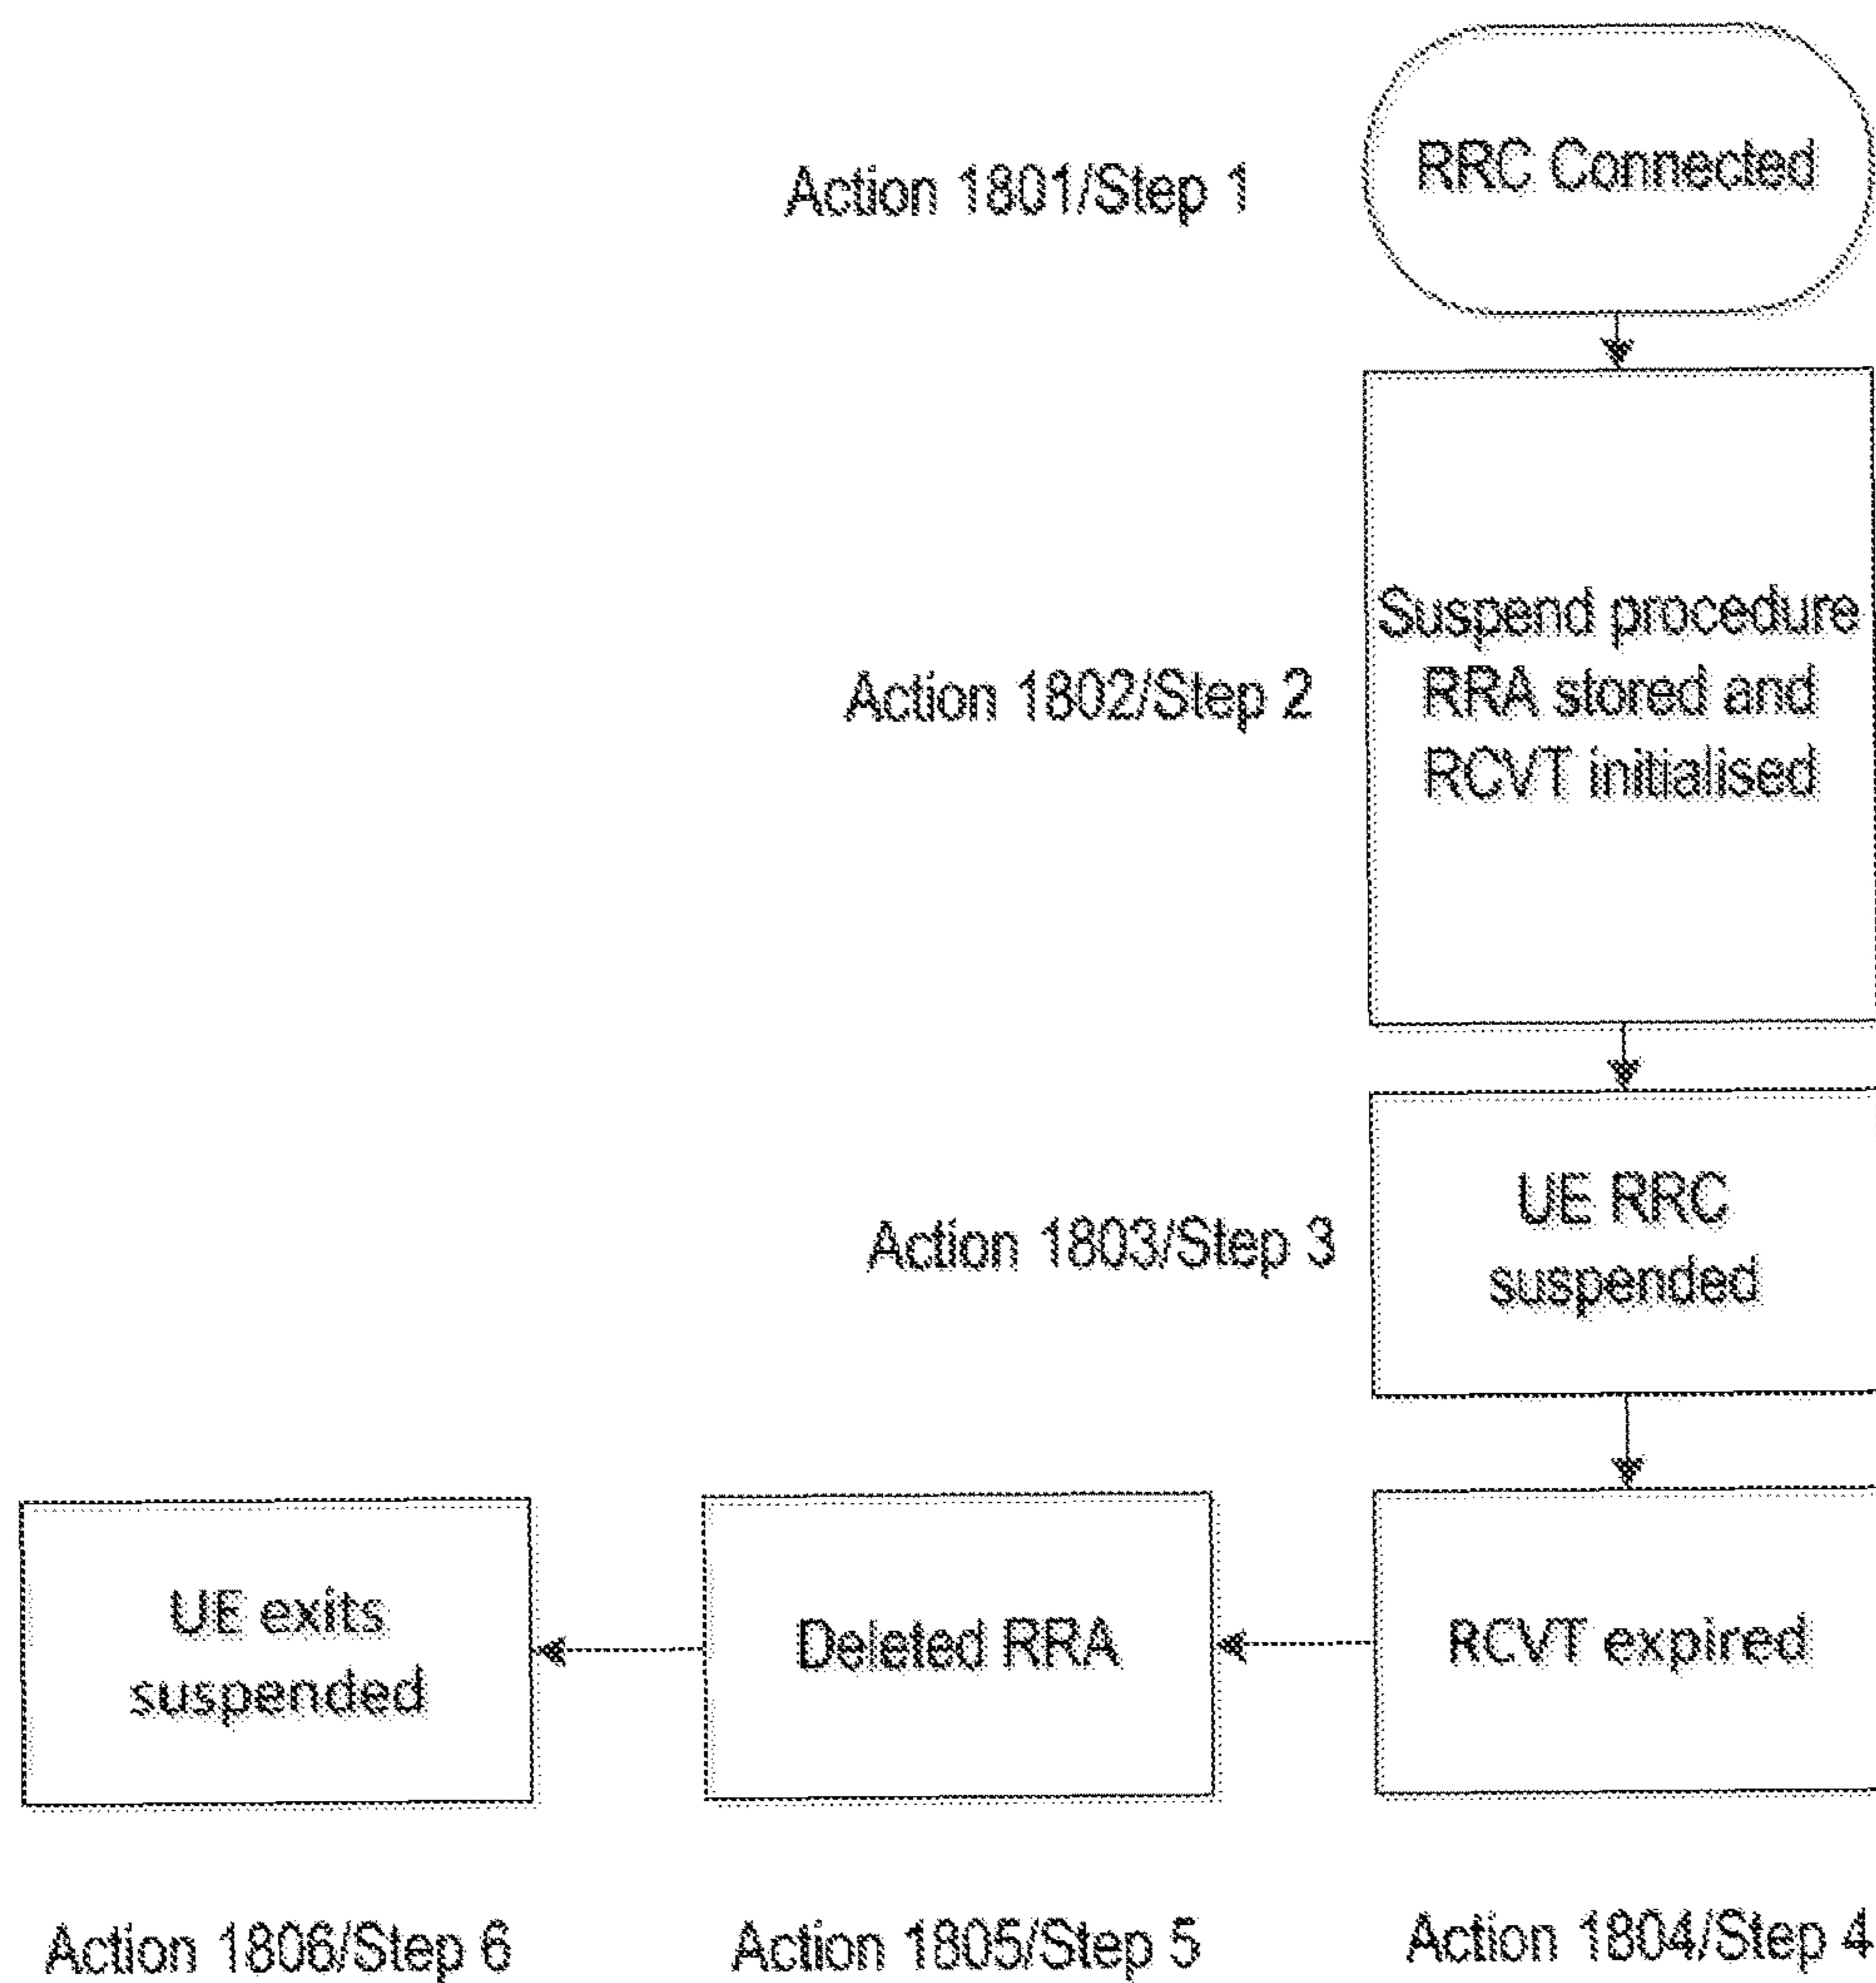 Action 1801/Step 1
RRC Connected
Action 1802/Step 2
Suspend procedure
RRA stored and
RCVT initialised
Action 1803/Step 3
UE RRC
suspended
UE exits
suspended
Deleted RRA
RCVT expired
Action 1806/Step 6
Action 1805/Step 5
Action 1804/Step 4